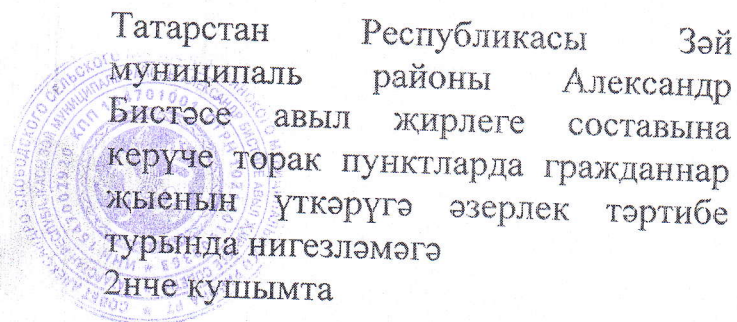 Татарстан Республикасы Зәй
муниципаль районы Александр
Бистәсе авыл җирлеге составына
керүче торак пунктларда гражданнар
җыенын үткәрүгә әзерлек тәртибе
турында нигезләмәгә
2нче кушымта